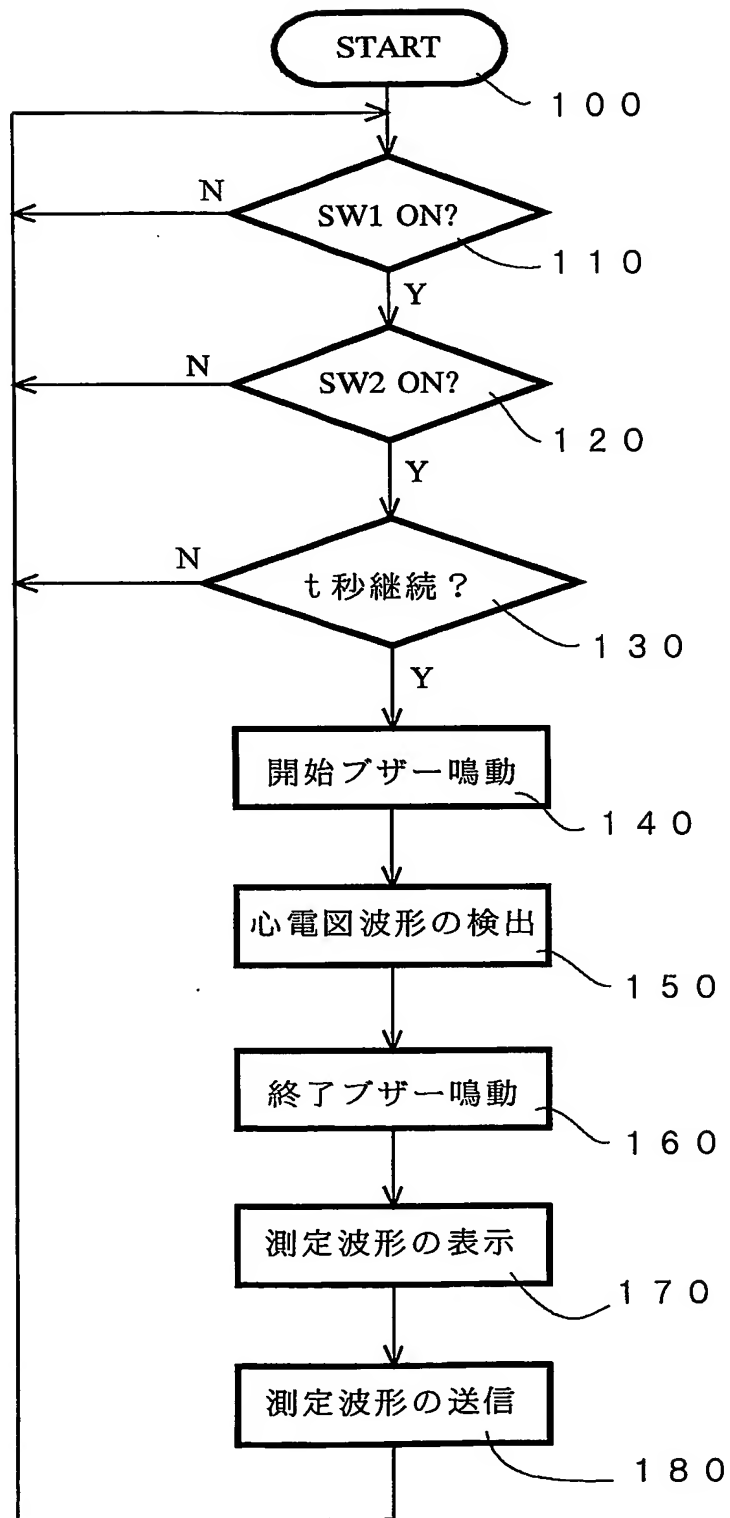 START
１００
N
SW1 ON?
１１０
Y
N
SW2 ON?
１２０
Y
N
t秒継続？
１３０
Y
開始ブザー鳴動
１４０
心電図波形の検出
１５０
終了ブザー鳴動
１６０
測定波形の表示
１７０
測定波形の送信
１８０